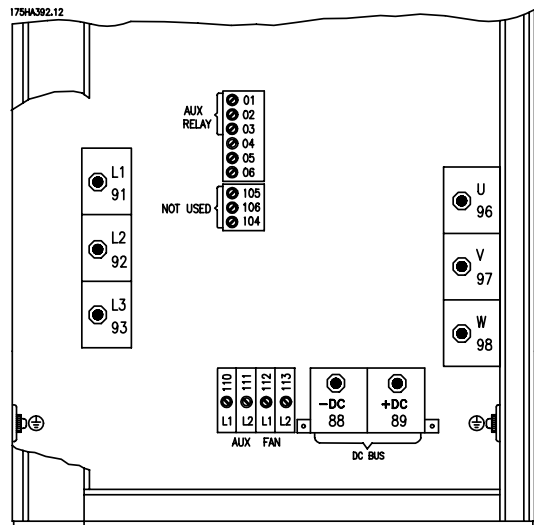 175HA392.12
AUX
RELAY
01
02
03
04
05
06
NOT USED
105
106
104
L1
91
L2
92
L3
93
U
96
V
97
W
98
110
111
112
113
L1
L2
L1
L2
AUX FAN
-DC
88
+DC
89
DC BUS